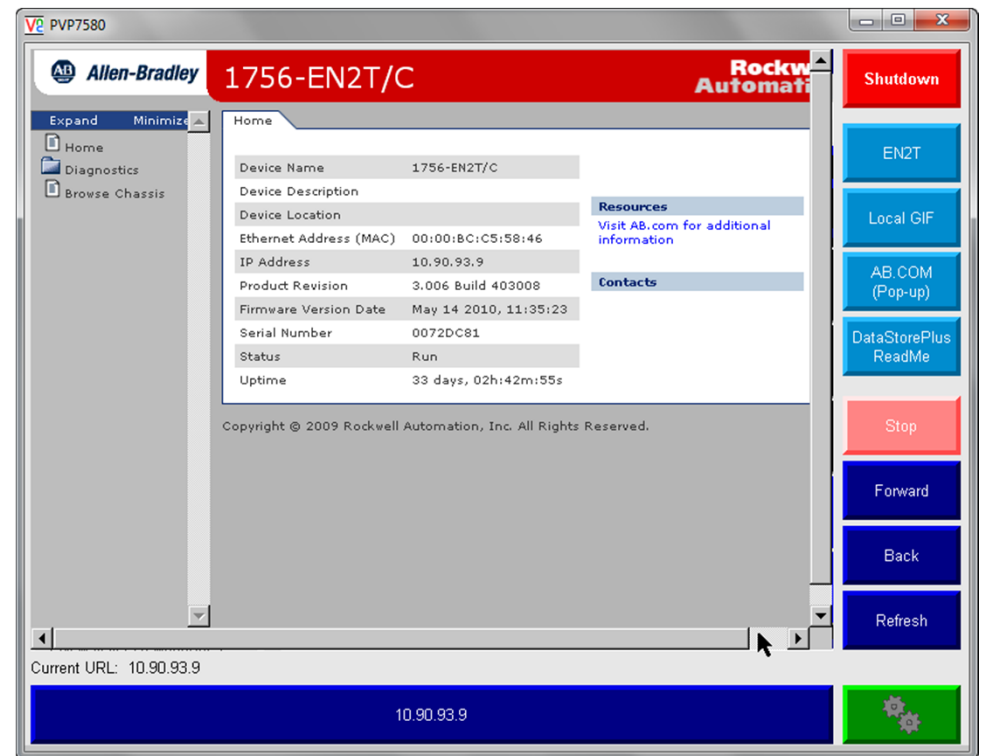 PVP7580
AB Allen-Bradley
1756-EN2T/C
Rockw
Automati
Shutdown
Expand Minimize
Home
Diagnostics
Browse Chassis
Home
Device Name 1756-EN2T/C
Device Description
Device Location
Ethernet Address (MAC) 00:00:BC:C5:58:46
IP Address 10.90.93.9
Product Revision 3.006 Build 403008
Firmware Version Date May 14 2010, 11:35:23
Serial Number 0072DC81
Status Run
Uptime 33 days, 02h:42m:55s
Resources
Visit AB.com for additional
information
Contacts
Copyright © 2009 Rockwell Automation, Inc. All Rights Reserved.
EN2T
Local GIF
AB.COM
(Pop-up)
DataStorePlus
ReadMe
Stop
Forward
Back
Refresh
Current URL: 10.90.93.9
10.90.93.9